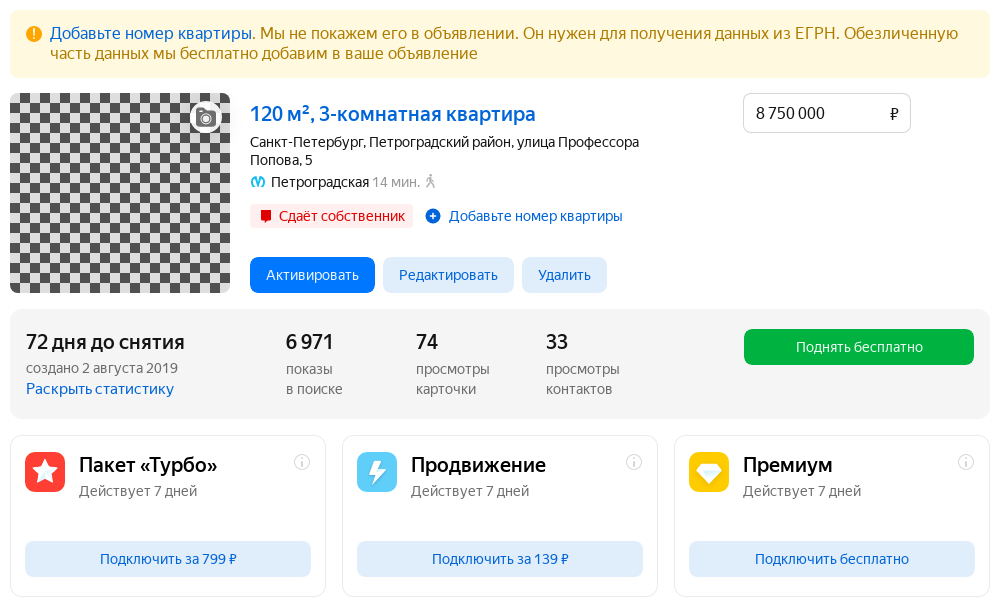 Добавьте номер квартиры. Мы не покажем его в объявлении. Он нужен для получения данных из ЕГРН. Обезличенную
часть данных мы бесплатно добавим в ваше объявление
120 м², 3-комнатная квартира
8 750 000 ₽
Санкт-Петербург, Петроградский район, улица Профессора
Попова, 5
Петроградская 14 мин.
Сдаёт собственник
Добавьте номер квартиры
Активировать
Редактировать
Удалить
72 дня до снятия
создано 2 августа 2019
Раскрыть статистику
6 971
показы
в поиске
74
просмотры
карточки
33
просмотры
контактов
Поднять бесплатно
Пакет «Турбо»
Действует 7 дней
Подключить за 799 ₽
Продвижение
Действует 7 дней
Подключить за 139 ₽
Премиум
Действует 7 дней
Подключить бесплатно